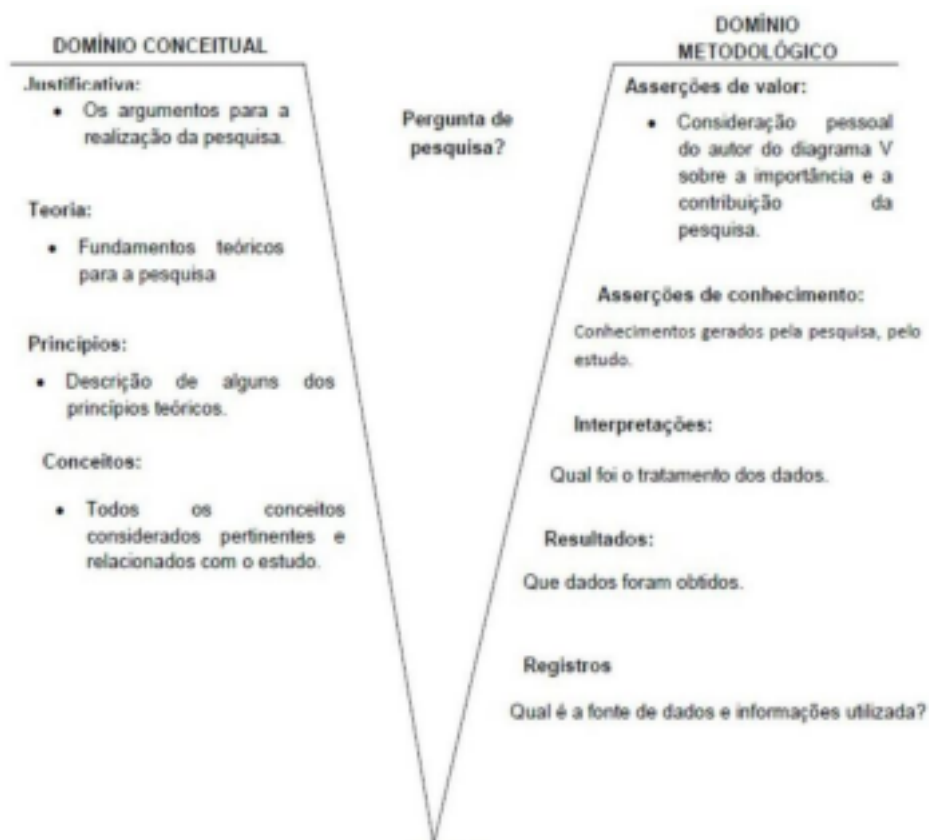 DOMÍNIO CONCEITUAL
Justificativa:
• Os argumentos para a
realização da pesquisa.
Teoria:
• Fundamentos teóricos
para a pesquisa
Princípios:
• Descrição de alguns dos
princípios teóricos.
Conceitos:
• Todos os conceitos
considerados pertinentes e
relacionados com o estudo.
Pergunta de
pesquisa?
DOMÍNIO
METODOLÓGICO
Asserções de valor:
• Consideração pessoal
do autor do diagrama V
sobre a importância e a
contribuição da
pesquisa.
Asserções de conhecimento:
Conhecimentos gerados pela pesquisa, pelo
estudo.
Interpretações:
Qual foi o tratamento dos dados.
Resultados:
Que dados foram obtidos.
Registros
Qual é a fonte de dados e informações utilizada?